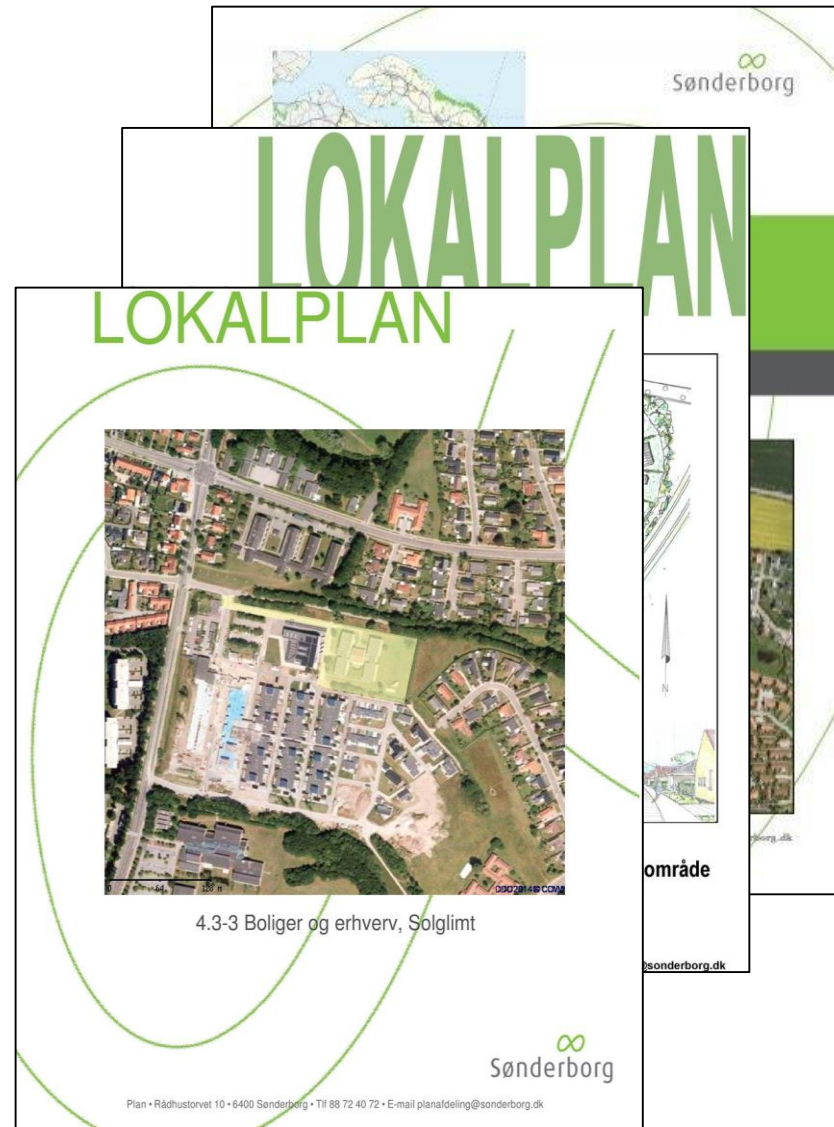 Sønderborg
LOKALPLAN
LOKALPLAN
N
område
@sonderborg.dk
4.3-3 Boliger og erhverv, Solglimt
Sønderborg
Plan • Rådhustorvet 10 • 6400 Sønderborg • Tlf 88 72 40 72 • E-mail planafdeling@sonderborg.dk